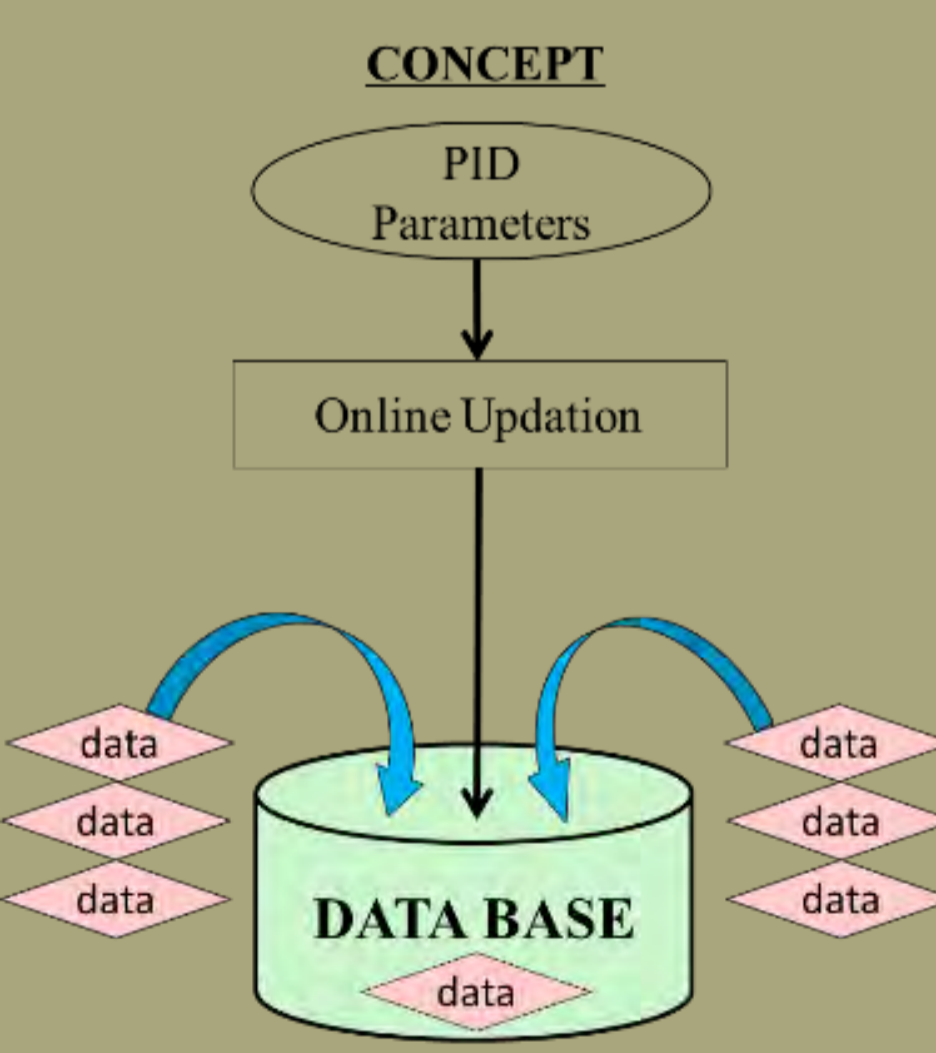 CONCEPT
PID
Parameters
Online Updation
data
data
data
data
data
data
DATA BASE
data